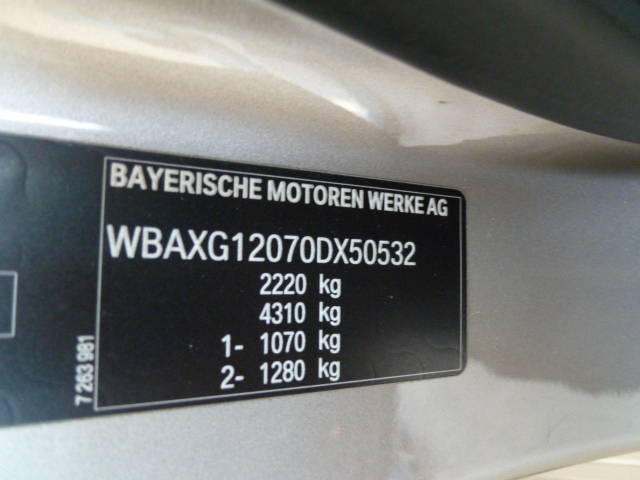 BAYERISCHE MOTOREN WERKE AG
WBAXG12070DX50532
2220 kg
4310 kg
1- 1070 kg
2- 1280 kg
7 263 981